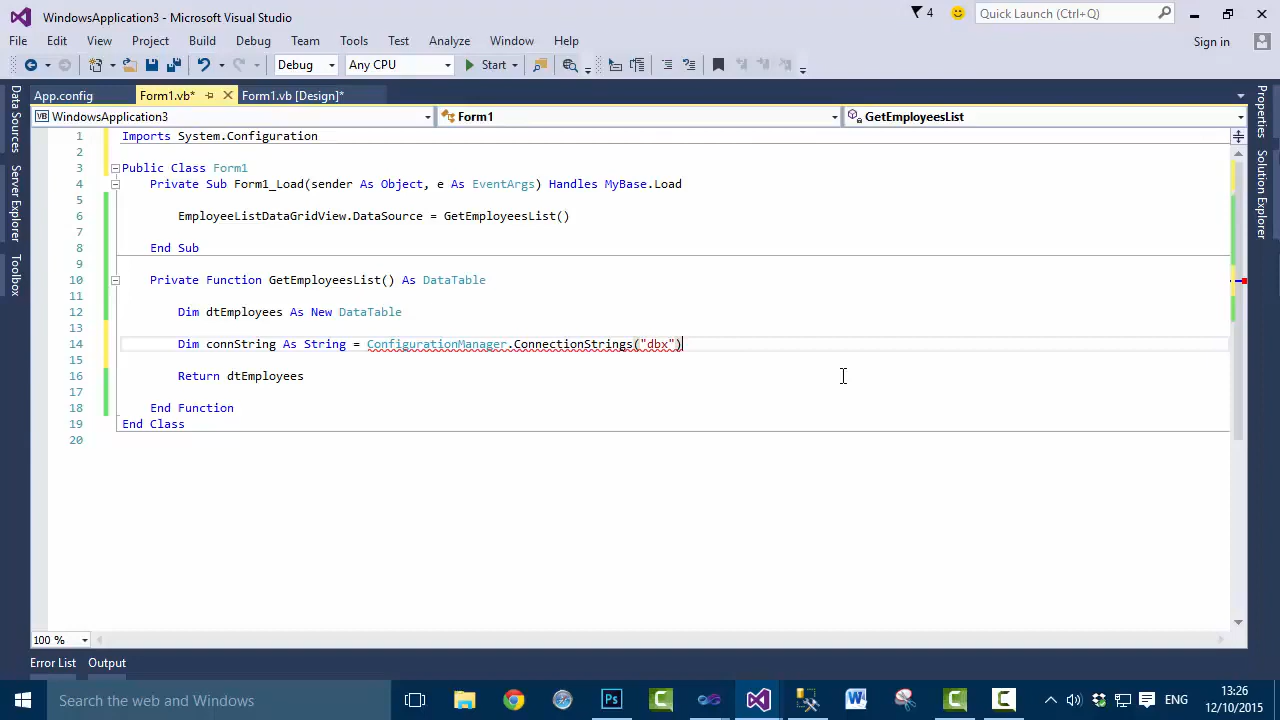 WindowsApplication3 - Microsoft Visual Studio
4
Quick Launch (Ctrl+Q)
File Edit View Project Build Debug Team Tools Test Analyze Window Help
Sign in
Debug Any CPU Start
App.config Form1.vb* Form1.vb [Design]*
WindowsApplication3 Form1 GetEmployeesList
Data Sources
Server Explorer
Toolbox
Properties
Solution Explorer
1 Imports System.Configuration
2
3 Public Class Form1
4 Private Sub Form1_Load(sender As Object, e As EventArgs) Handles MyBase.Load
5
6 EmployeeListDataGridView.DataSource = GetEmployeesList()
7
8 End Sub
9
10 Private Function GetEmployeesList() As DataTable
11
12 Dim dtEmployees As New DataTable
13
14 Dim connString As String = ConfigurationManager.ConnectionStrings("dbx")
15
16 Return dtEmployees
17
18 End Function
19 End Class
20
100 %
Error List Output
Search the web and Windows
ENG
13:26
12/10/2015